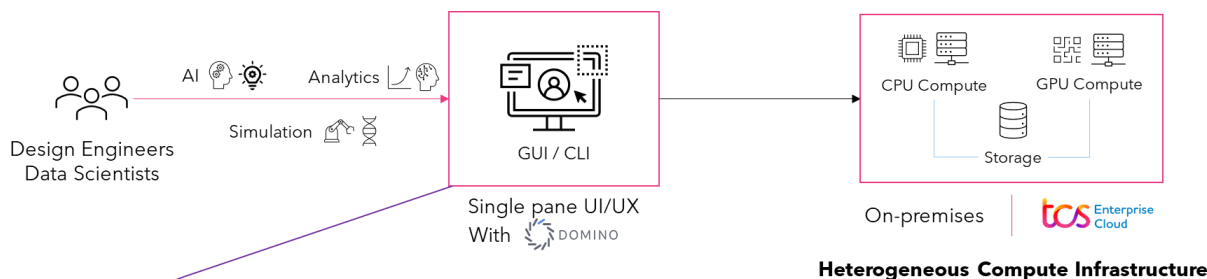 AI
Analytics
Simulation
Design Engineers
Data Scientists
GUI / CLI
Single pane UI/UX
With DOMINO
CPU Compute
GPU Compute
Storage
On-premises
tcs Enterprise
Cloud
Heterogeneous Compute Infrastructure